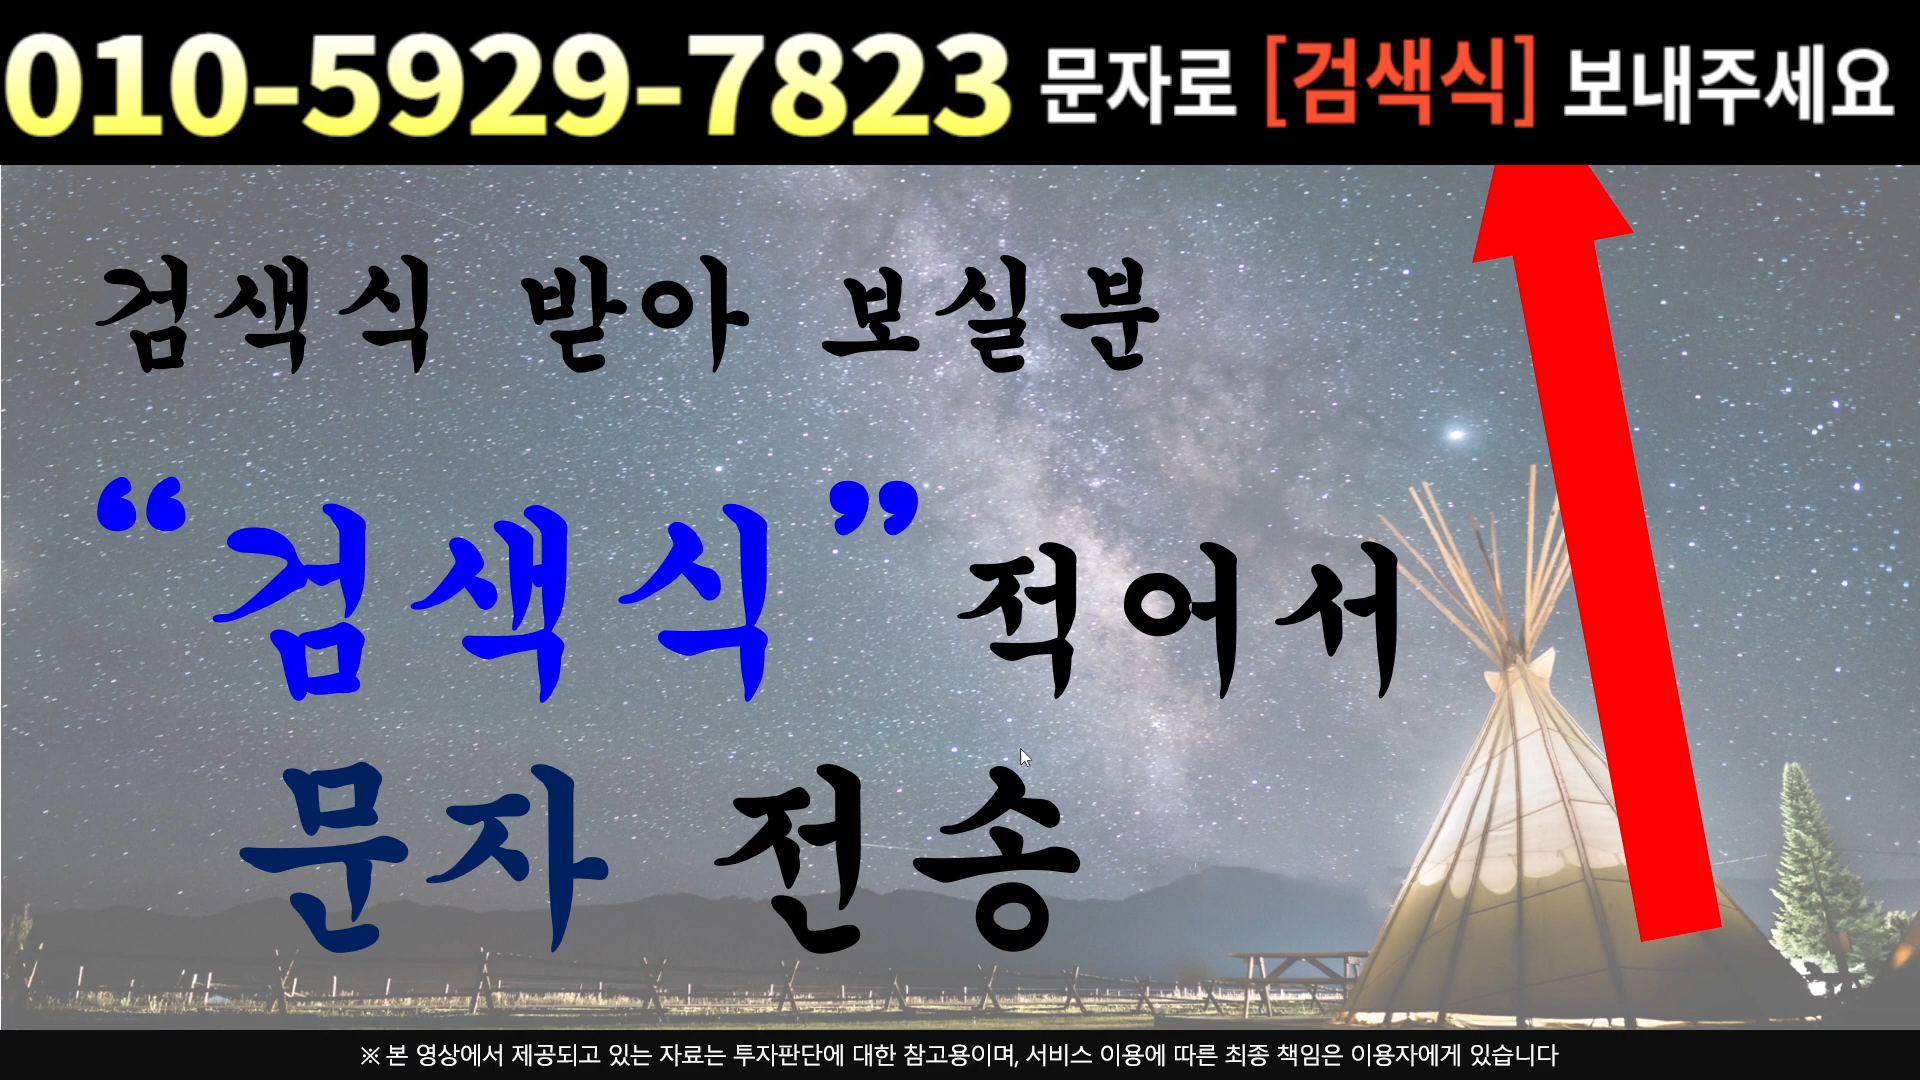 010-5929-7823 문자로 [검색식] 보내주세요
검색식 받아 보실분
“검색식” 적어서
문자 전송
※ 본 영상에서 제공되고 있는 자료는 투자판단에 대한 참고용이며, 서비스 이용에 따른 최종 책임은 이용자에게 있습니다